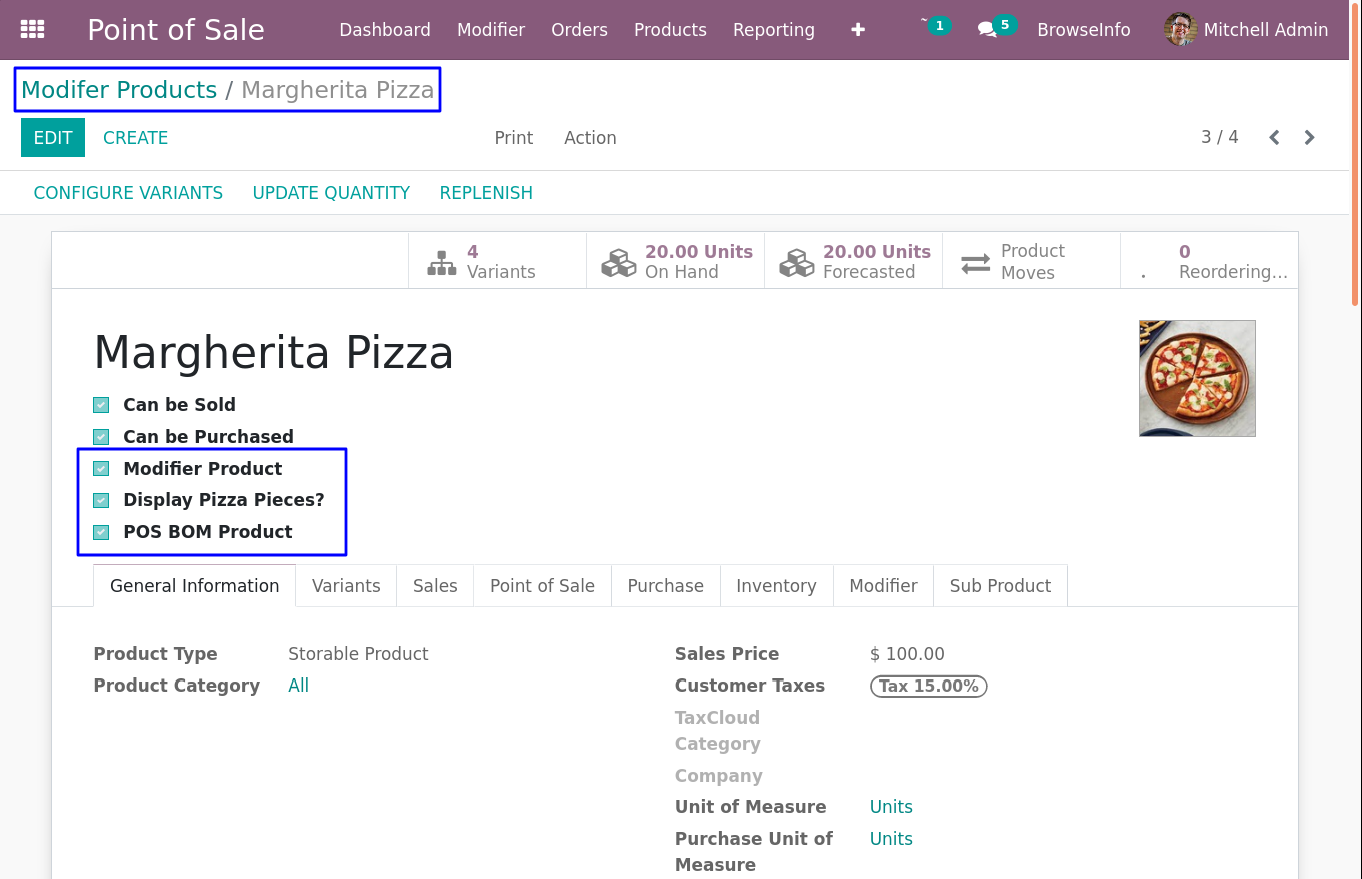 Point of Sale Dashboard Modifier Orders Products Reporting 1 5 BrowseInfo Mitchell Admin
Modifer Products / Margherita Pizza
EDIT CREATE Print Action 3 / 4
CONFIGURE VARIANTS UPDATE QUANTITY REPLENISH
4 20.00 Units 20.00 Units Product 0
Variants On Hand Forecasted Moves Reordering...
Margherita Pizza
Can be Sold
Can be Purchased
Modifier Product
Display Pizza Pieces?
POS BOM Product
General Information Variants Sales Point of Sale Purchase Inventory Modifier Sub Product
Product Type Storable Product
Product Category All
Sales Price $ 100.00
Customer Taxes Tax 15.00%
TaxCloud
Category
Company
Unit of Measure Units
Purchase Unit of Units
Measure